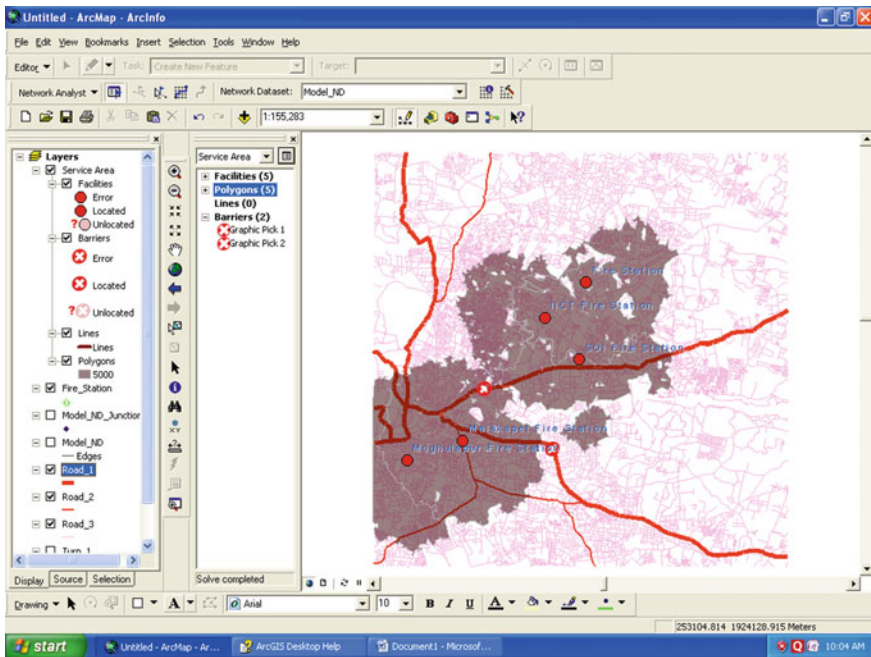 Untitled - ArcMap - ArcInfo
File Edit View Bookmarks Insert Selection Tools Window Help
Editor Task: Create New Feature Target:
Network Analyst Network Dataset: Model_ND
1:155,283
Layers
Service Area
Facilities
Error
Located
Unlocated
Barriers
Error
Located
Unlocated
Lines
Lines
Polygons
5000
Fire_Station
Model_ND_Junction
Model_ND
Edges
Road_1
Road_2
Road_3
Turn_1
Display Source Selection
Service Area
Facilities (5)
Polygons (5)
Lines (0)
Barriers (2)
Graphic Pick 1
Graphic Pick 2
Solve completed
Fire Station
Fire Station
Fire Station
Malakapet Fire Station
Moghulpur Fire Station
Drawing A Arial 10 B I U A
253104.814 1924128.915 Meters
start Untitled - ArcMap - Ar... ArcGIS Desktop Help Document1 - Microsof... 10:04 AM